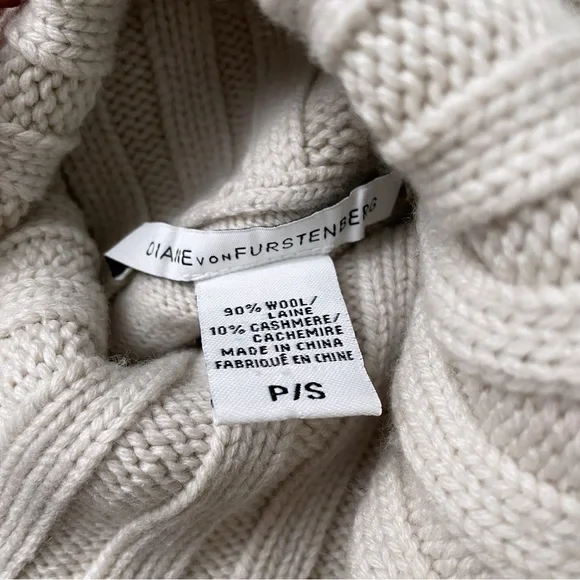 DIANE VON FURSTENBERG
90% WOOL/
LAINE
10% CASHMERE/
CACHEMIRE
MADE IN CHINA
FABRIQUÉ EN CHINE
P/S